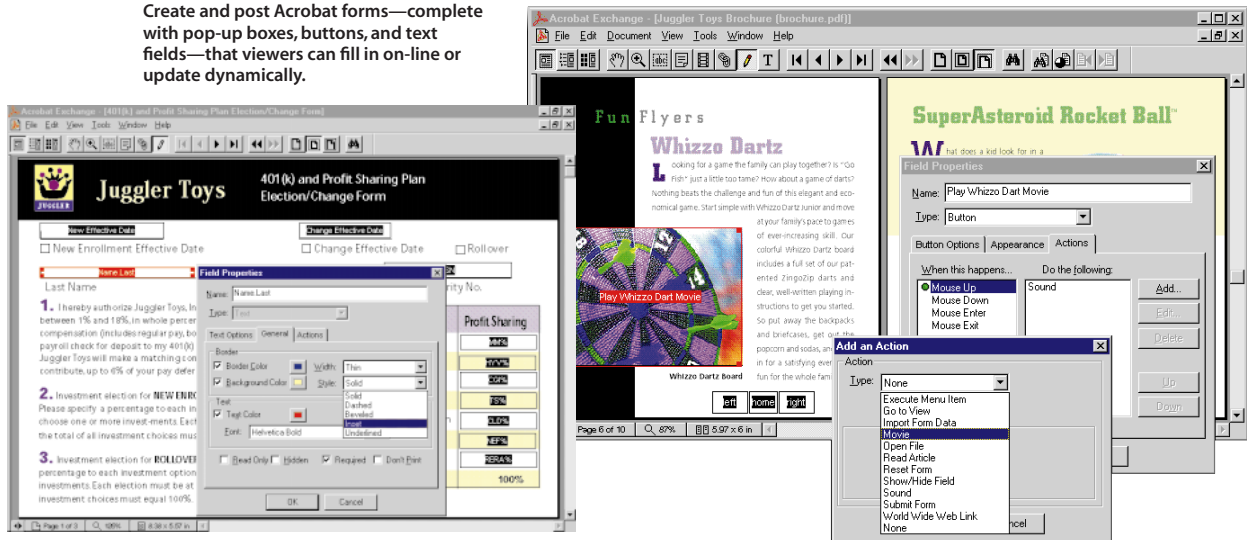 Create and post Acrobat forms—complete
with pop-up boxes, buttons, and text
fields—that viewers can fill in on-line or
update dynamically.
Acrobat Exchange - [401(k) and Profit Sharing Plan Election/Change Form]
File Edit View Tools Window Help
Juggler Toys
JUGGLER
401(k) and Profit Sharing Plan
Election/Change Form
New Effective Date
Change Effective Date
New Enrollment Effective Date
Change Effective Date
Rollover
Name.Last
Last Name
rity No.
1. I hereby authorize Juggler Toys, In
between 1% and 18%, in whole percer
compensation (includes regular pay, bo
payroll check for deposit to my 401(k)
Juggler Toys will make a matching con
contribute, up to 6% of your pay defer
2. Investment election for NEW ENRO
Please specify a percentage to each in
choose one or more invest-ments. Each
the total of all investment choices mus
3. Investment election for ROLLOVER
percentage to each investment option
investments. Each election must be at
investment choices must equal 100%.
Profit Sharing
MM%
CGI%
TS%
CLD%
NEF%
RERA%
100%
Page 1 of 3
8.38 x 5.57 in
Field Properties
Name: Name.Last
Type: Text
Text Options General Actions
Border
Border Color Width: Thin
Background Color Style: Solid
Solid
Dashed
Beveled
Inset
Underlined
Text
Text Color
Font: Helvetica Bold
Read Only Hidden Required Don't Print
OK Cancel
Acrobat Exchange - [Juggler Toys Brochure (brochure.pdf)]
File Edit Document View Tools Window Help
Fun Flyers
Whizzo Dartz
Looking for a game the family can play together? Is "Go
Fish" just a little too tame? How about a game of darts?
Nothing beats the challenge and fun of this elegant and eco-
nomical game. Start simple with Whizzo Dartz Junior and move
at your family's pace to games
of ever-increasing skill. Our
colorful Whizzo Dartz board
includes a full set of our pat-
ented ZingoZip darts and
clear, well-written playing in-
structions to get you started.
So put away the backpacks
and briefcases, get out the
popcorn and sodas, an
in for a satisfying ever
fun for the whole famil
Play Whizzo Dart Movie
Whizzo Dartz Board
left home right
Page 6 of 10 87% 5.97 x 6 in
SuperAsteroid Rocket Ball™
What does a kid look for in a
Field Properties
Name: Play Whizzo Dart Movie
Type: Button
Button Options Appearance Actions
When this happens... Do the following:
Mouse Up
Mouse Down
Mouse Enter
Mouse Exit
Sound
Add...
Edit...
Delete
Up
Down
Add an Action
Action
Type: None
Execute Menu Item
Go to View
Import Form Data
Movie
Open File
Read Article
Reset Form
Show/Hide Field
Sound
Submit Form
World Wide Web Link
None
ncel